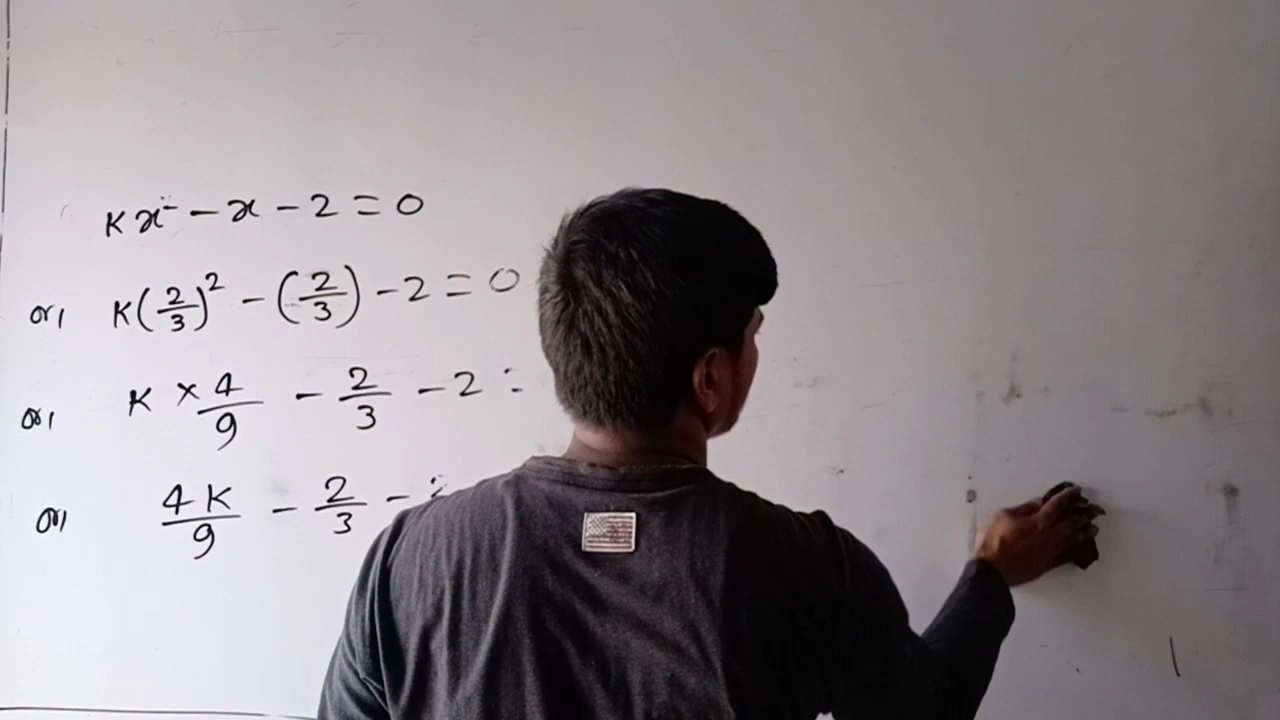 Kx² - x - 2 = 0
or, K(2/3)² - (2/3) - 2 = 0
or, K × 4/9 - 2/3 - 2 =
or, 4K/9 - 2/3 -